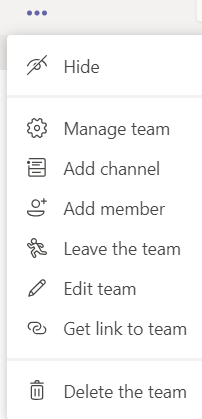 Hide
Manage team
Add channel
Add member
Leave the team
Edit team
Get link to team
Delete the team